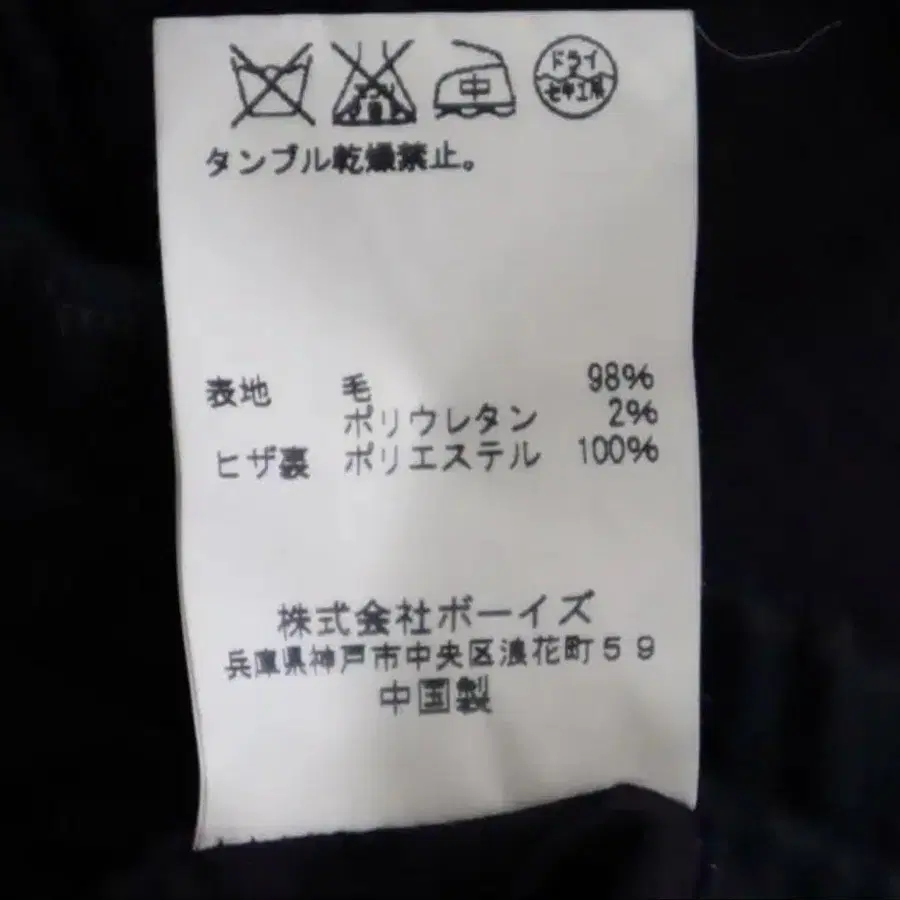 中 ドライ
セキユ系
タンブル乾燥禁止。
表地 毛 98%
ポリウレタン 2%
ヒザ裏 ポリエステル 100%
株式会社ボーイズ
兵庫県神戸市中央区浪花町59
中国製